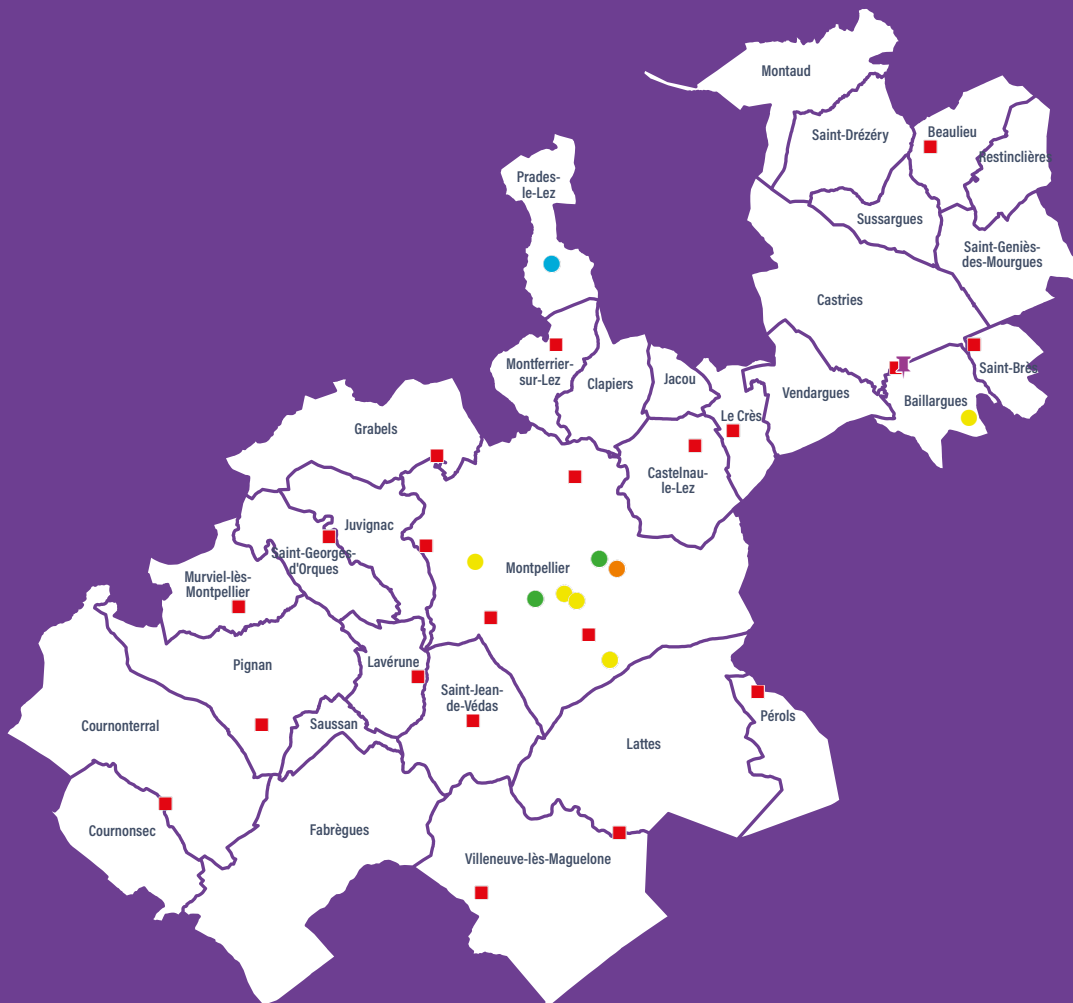 Montaud
Saint-Drézéry
Beaulieu
Restinclières
Prades-
le-Lez
Sussargues
Saint-Geniès-
des-Mourgues
Castries
Montferrier-
sur-Lez
Clapiers
Jacou
Vendargues
Saint-Brès
Baillargues
Le Crès
Grabels
Castelnau-
le-Lez
Juvignac
Saint-Georges-
d'Orques
Montpellier
Murviel-lès-
Montpellier
Pignan
Lavérune
Saint-Jean-
de-Védas
Cournonterral
Saussan
Lattes
Pérols
Cournonsec
Fabrègues
Villeneuve-lès-Maguelone